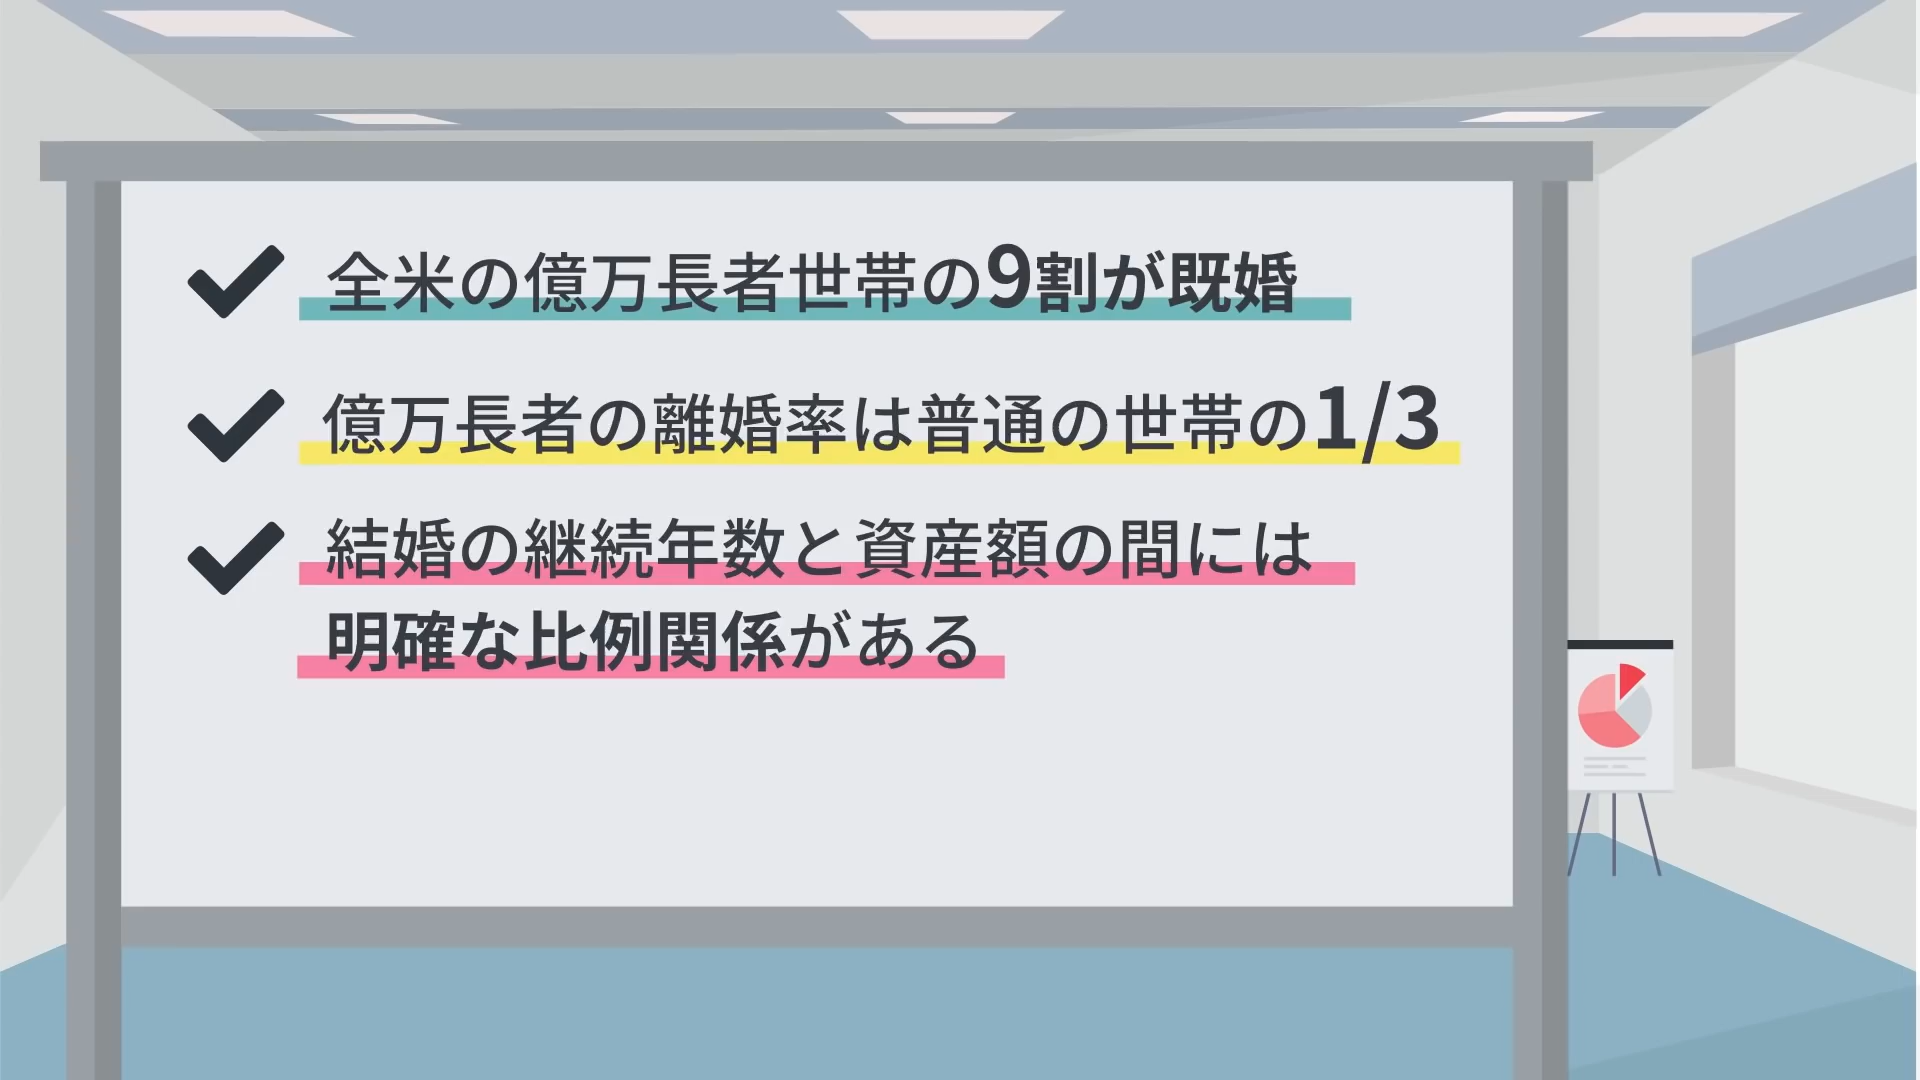 全米の億万長者世帯の9割が既婚
億万長者の離婚率は普通の世帯の1/3
結婚の継続年数と資産額の間には
明確な比例関係がある